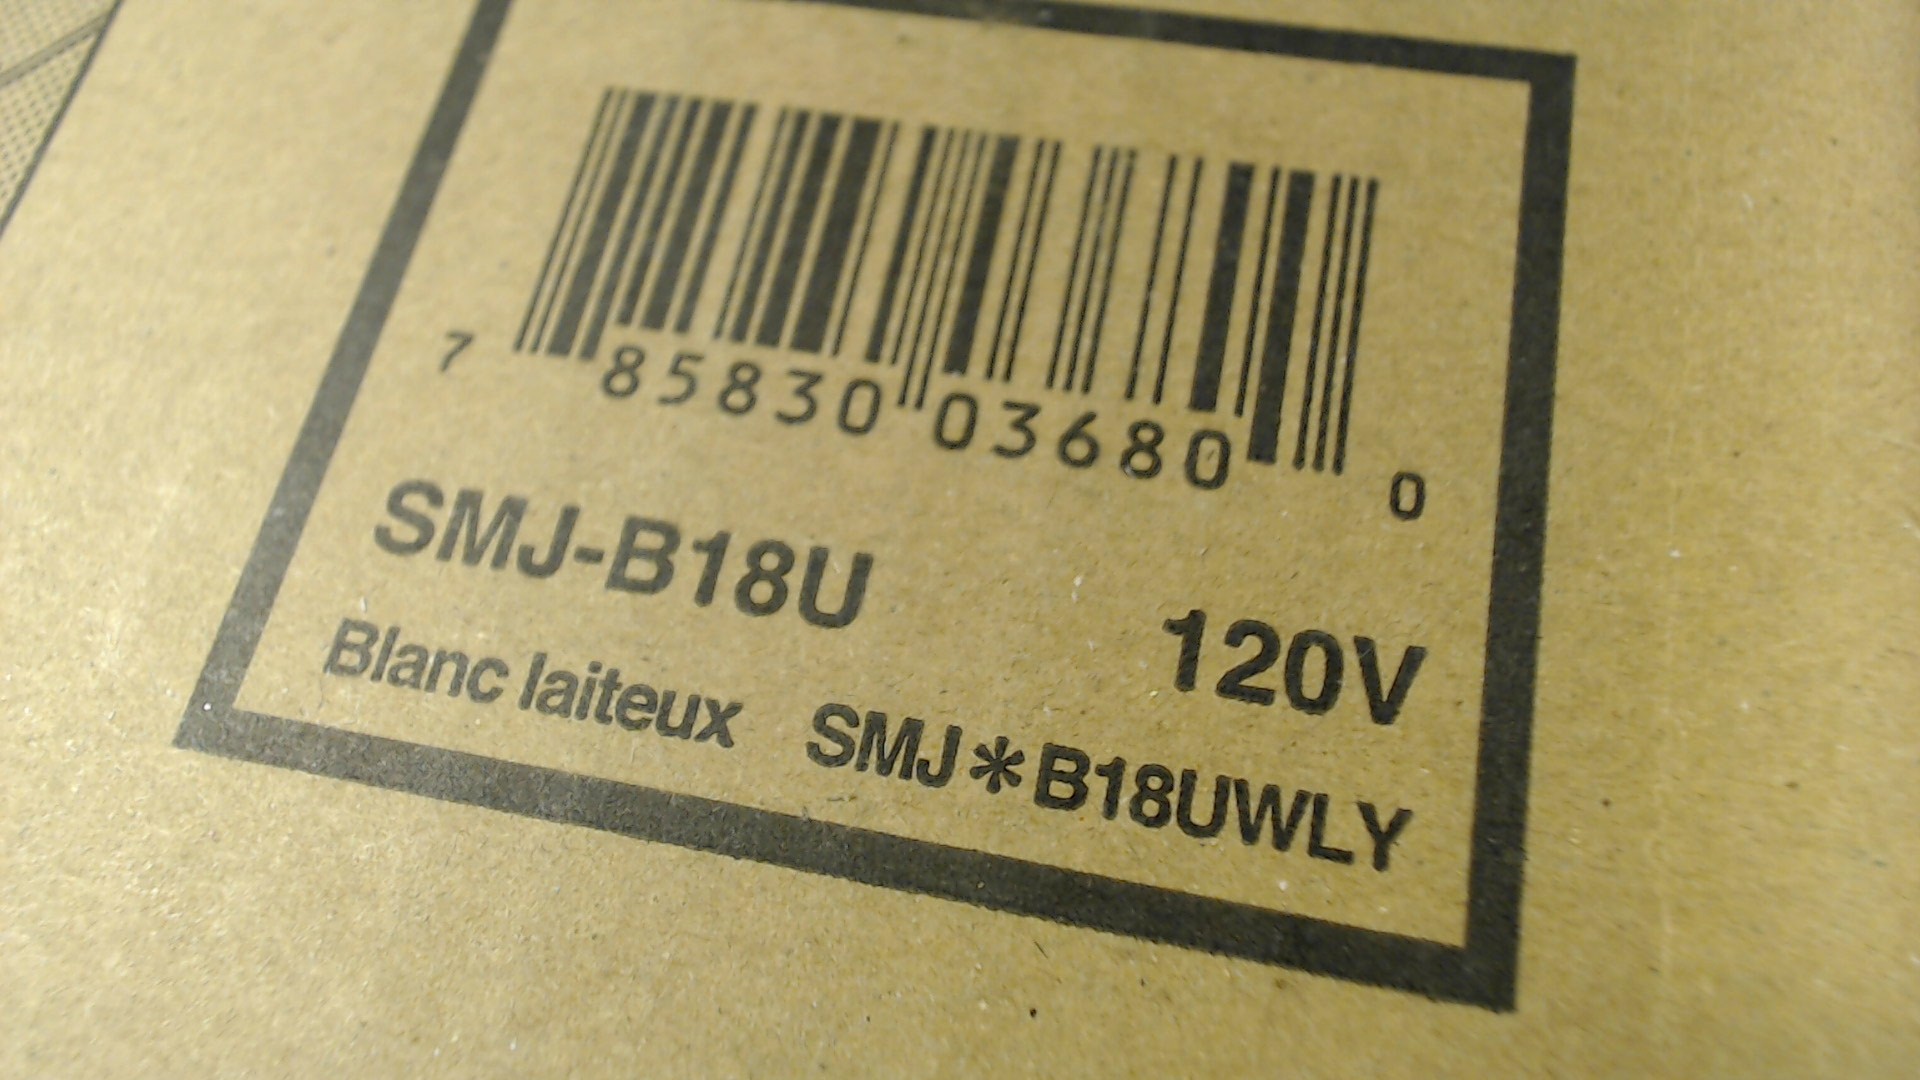 7 85830 03680 0
SMJ-B18U 120V
Blanc laiteux SMJ*B18UWLY